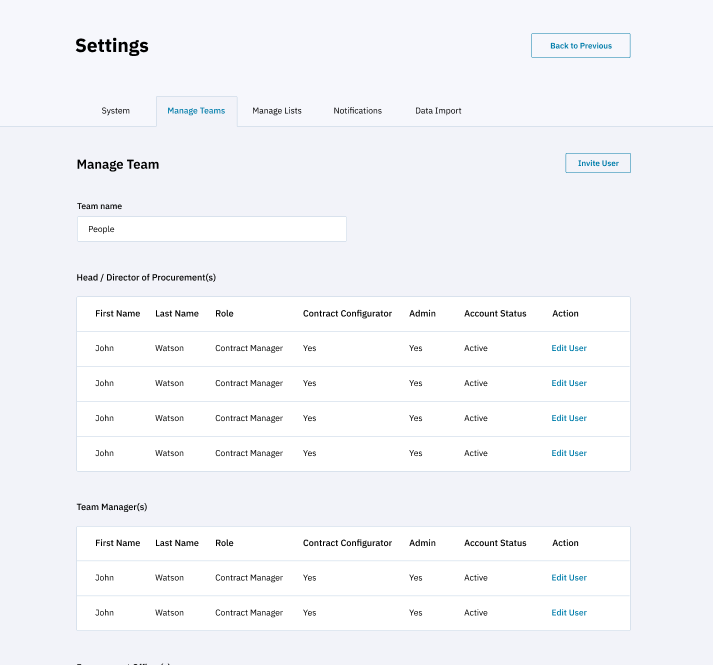 Settings
Back to Previous
System Manage Teams Manage Lists Notifications Data Import
Manage Team
Invite User
Team name
People
Head / Director of Procurement(s)
First Name Last Name Role Contract Configurator Admin Account Status Action
John Watson Contract Manager Yes Yes Active Edit User
John Watson Contract Manager Yes Yes Active Edit User
John Watson Contract Manager Yes Yes Active Edit User
John Watson Contract Manager Yes Yes Active Edit User
Team Manager(s)
First Name Last Name Role Contract Configurator Admin Account Status Action
John Watson Contract Manager Yes Yes Active Edit User
John Watson Contract Manager Yes Yes Active Edit User